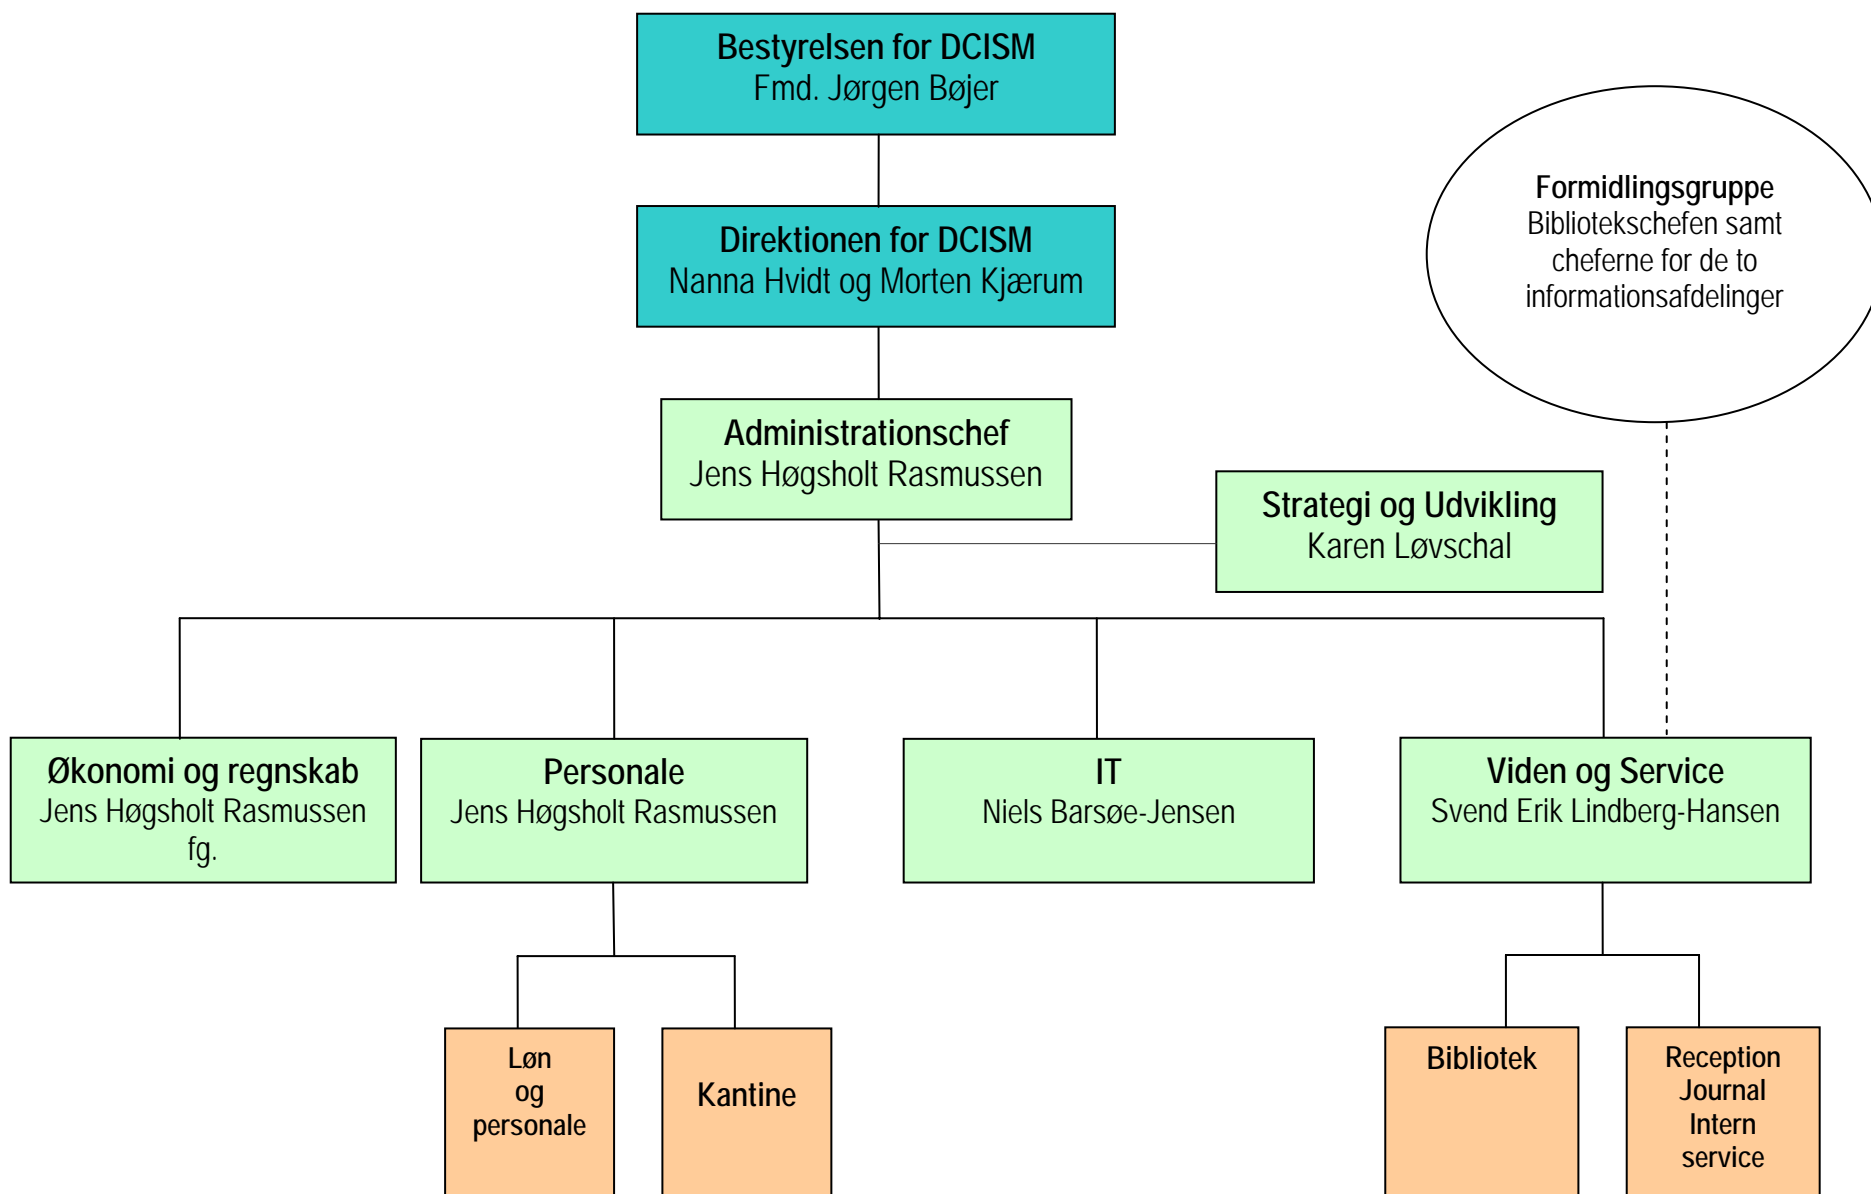 Bestyrelsen for DCISM
Fmd. Jørgen Bøjer
Direktionen for DCISM
Nanna Hvidt og Morten Kjærum
Formidlingsgruppe
Bibliotekschefen samt
cheferne for de to
informationsafdelinger
Administrationschef
Jens Høgsholt Rasmussen
Strategi og Udvikling
Karen Løvschal
Økonomi og regnskab
Jens Høgsholt Rasmussen
fg.
Personale
Jens Høgsholt Rasmussen
IT
Niels Barsøe-Jensen
Viden og Service
Svend Erik Lindberg-Hansen
Løn
og
personale
Kantine
Bibliotek
Reception
Journal
Intern
service